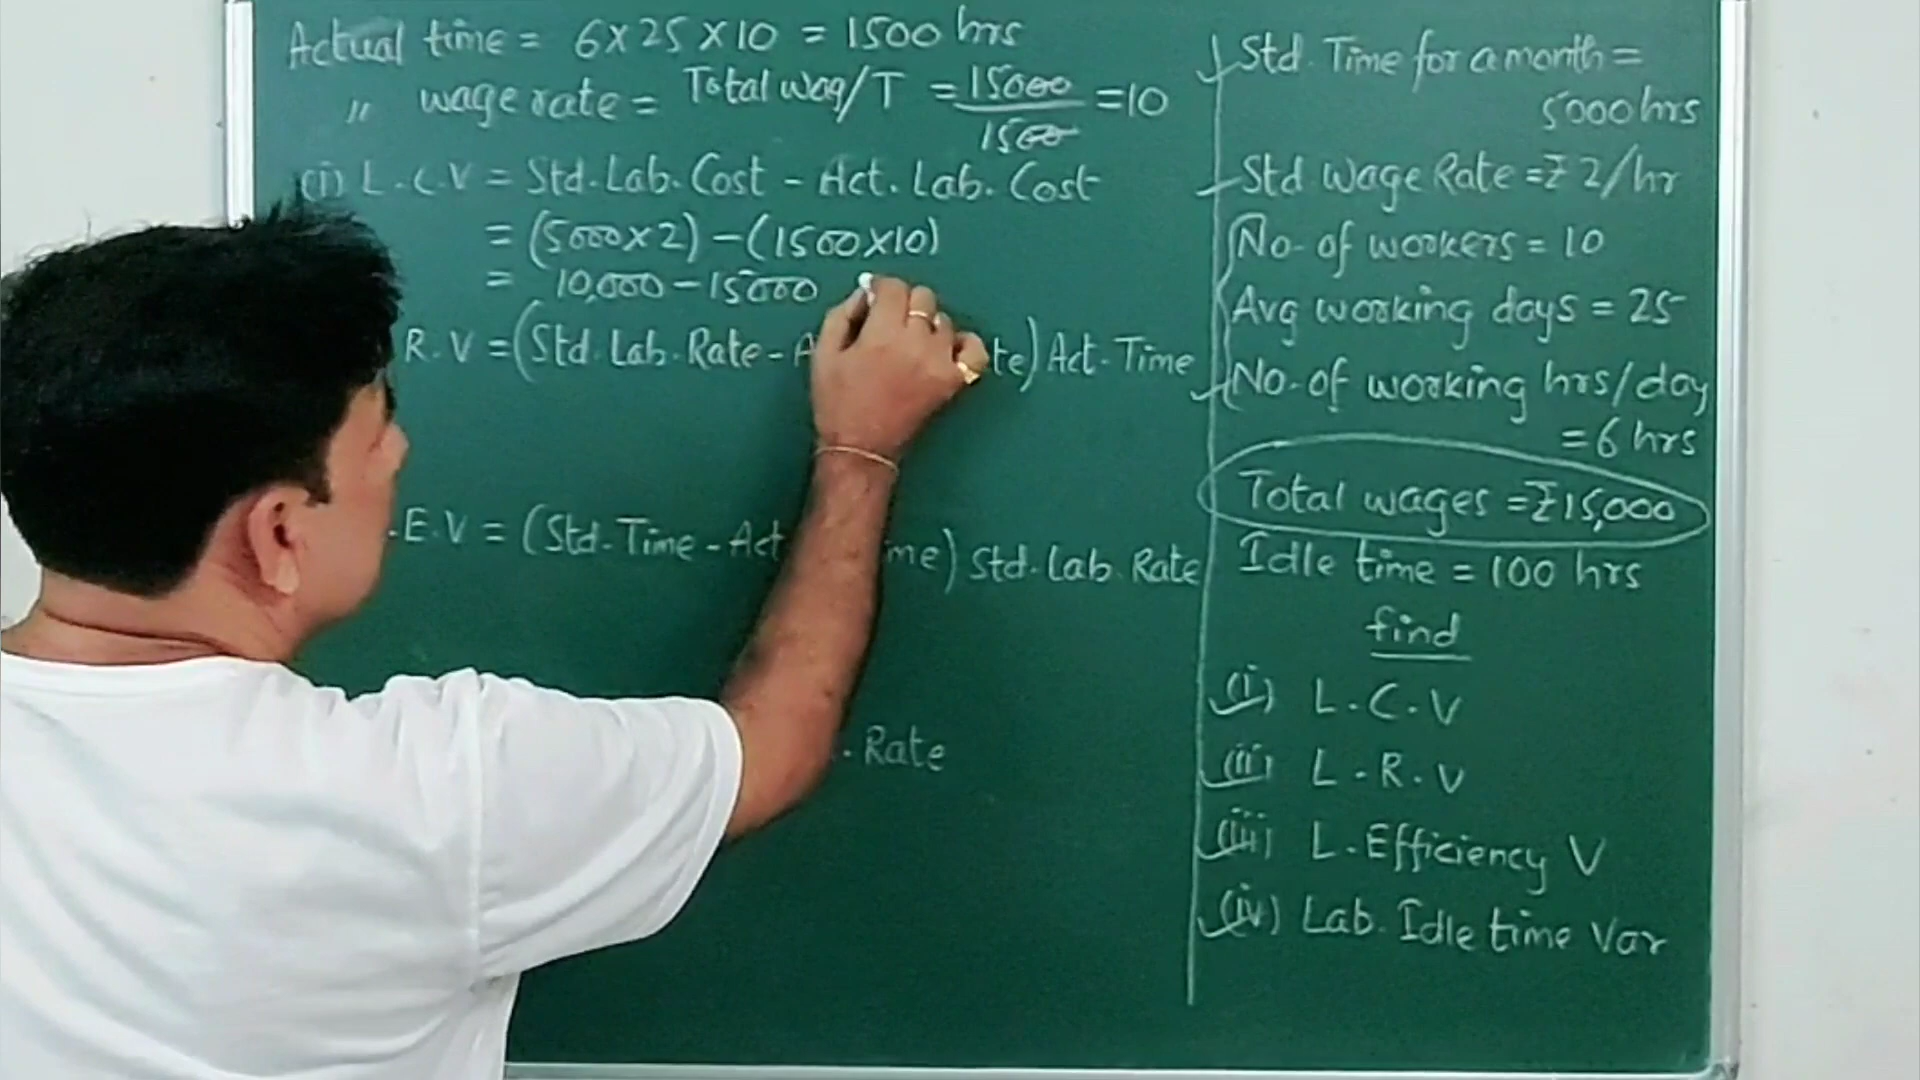 Actual time = 6 x 25 x 10 = 1500 hrs
" wage rate = Total wag/T = 15000/1500 = 10
(i) L.C.V = Std. Lab. Cost - Act. Lab. Cost
= (5000 x 2) - (1500 x 10)
= 10,000 - 15000
R.V = (Std. Lab. Rate - te) Act. Time
.E.V = (Std. Time - Act me) Std. Lab. Rate
. Rate
Std. Time for a month =
5000 hrs
Std. Wage Rate = ₹ 2/hr
No. of workers = 10
Avg working days = 25
No. of working hrs/day
= 6 hrs
Total wages = ₹15,000
Idle time = 100 hrs
find
(i) L.C.V
(ii) L.R.V
(iii) L. Efficiency V
(iv) Lab. Idle time Var